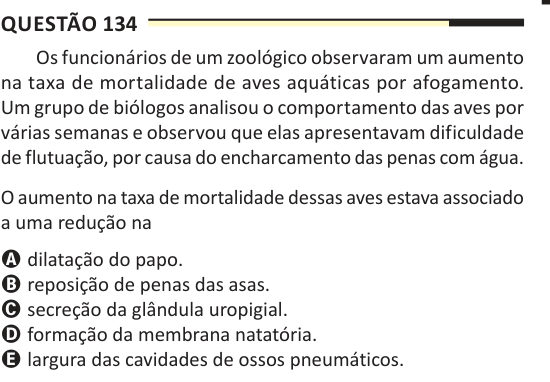 QUESTÃO 134
Os funcionários de um zoológico observaram um aumento
na taxa de mortalidade de aves aquáticas por afogamento.
Um grupo de biólogos analisou o comportamento das aves por
várias semanas e observou que elas apresentavam dificuldade
de flutuação, por causa do encharcamento das penas com água.
O aumento na taxa de mortalidade dessas aves estava associado
a uma redução na
A dilatação do papo.
B reposição de penas das asas.
C secreção da glândula uropigial.
D formação da membrana natatória.
E largura das cavidades de ossos pneumáticos.